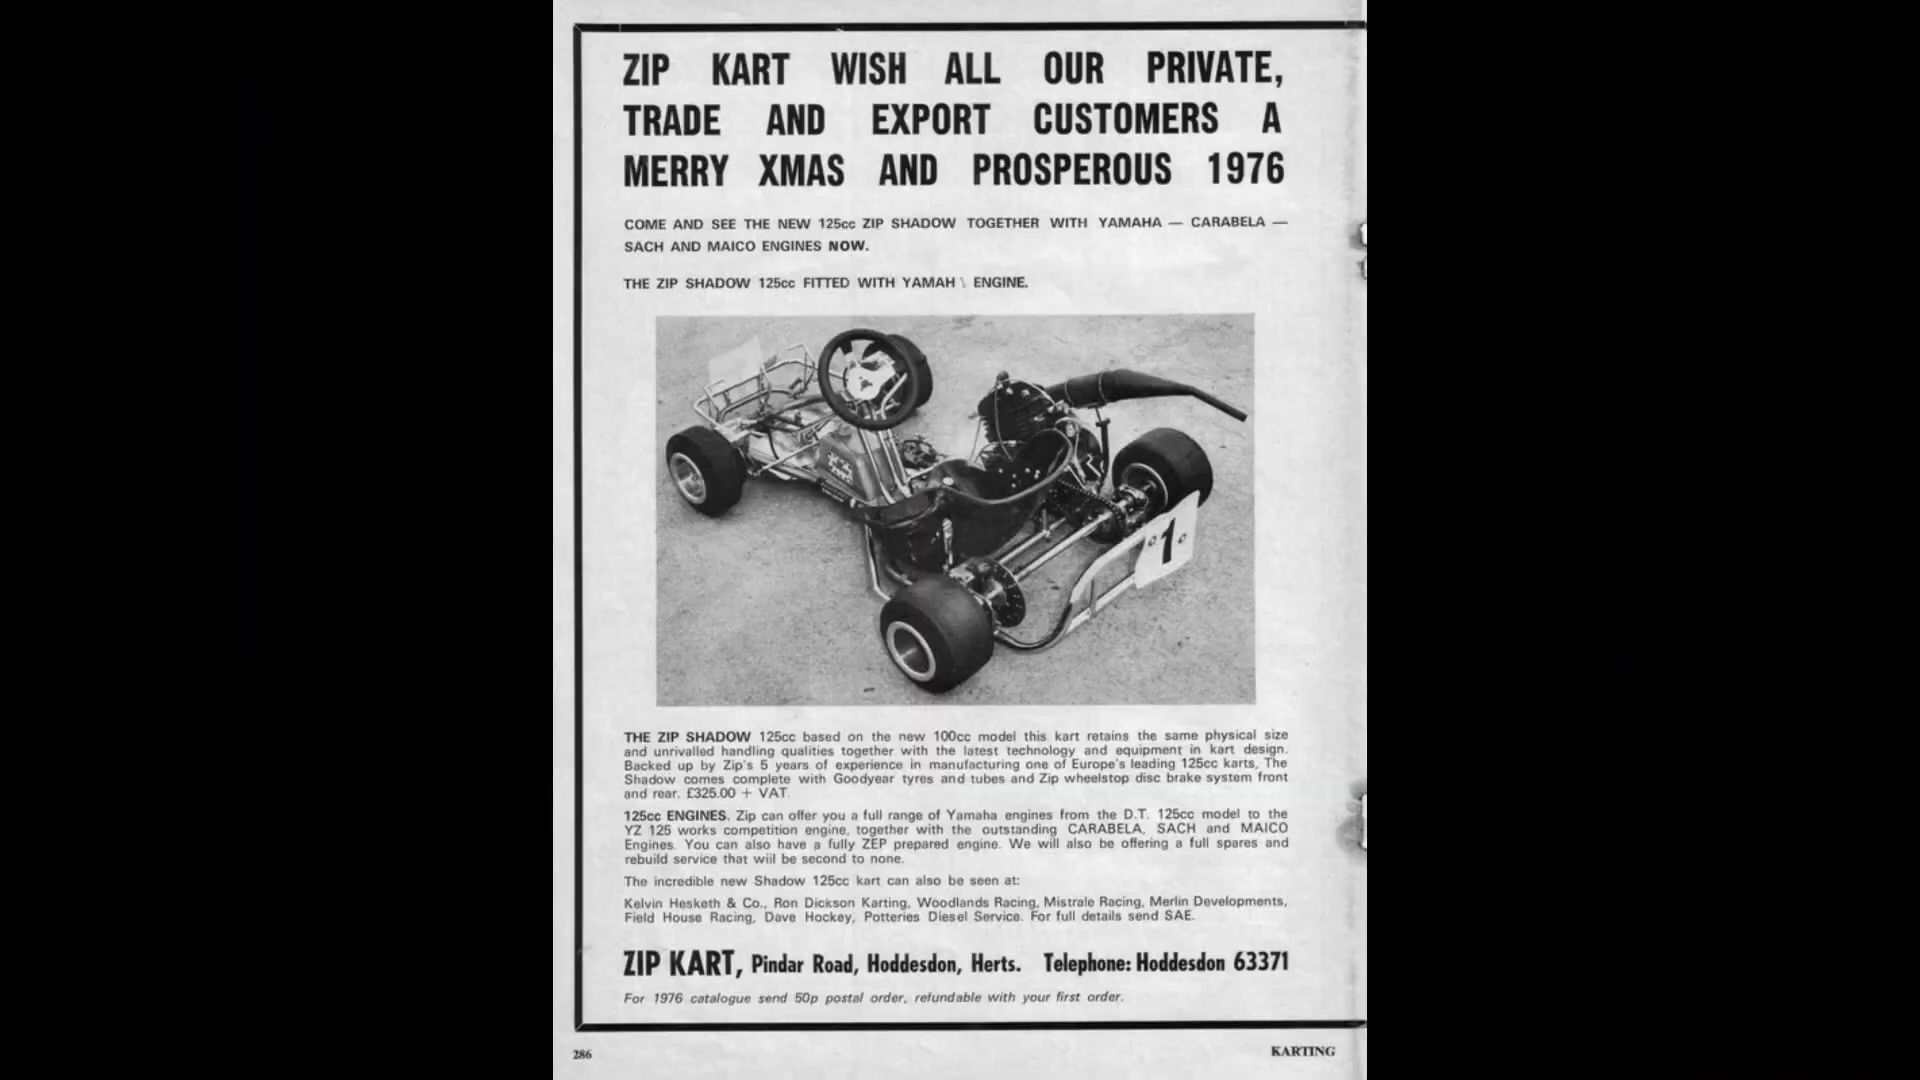 ZIP KART WISH ALL OUR PRIVATE,
TRADE AND EXPORT CUSTOMERS A
MERRY XMAS AND PROSPEROUS 1976
COME AND SEE THE NEW 125cc ZIP SHADOW TOGETHER WITH YAMAHA — CARABELA —
SACH AND MAICO ENGINES NOW.
THE ZIP SHADOW 125cc FITTED WITH YAMAH \ ENGINE.
1
THE ZIP SHADOW 125cc based on the new 100cc model this kart retains the same physical size
and unrivalled handling qualities together with the latest technology and equipment in kart design.
Backed up by Zip's 5 years of experience in manufacturing one of Europe's leading 125cc karts, The
Shadow comes complete with Goodyear tyres and tubes and Zip wheelstop disc brake system front
and rear. £325.00 + VAT.
125cc ENGINES. Zip can offer you a full range of Yamaha engines from the D.T. 125cc model to the
YZ 125 works competition engine, together with the outstanding CARABELA, SACH and MAICO
Engines. You can also have a fully ZEP prepared engine. We will also be offering a full spares and
rebuild service that will be second to none.
The incredible new Shadow 125cc kart can also be seen at:
Kelvin Hesketh & Co., Ron Dickson Karting, Woodlands Racing, Mistrale Racing, Merlin Developments,
Field House Racing, Dave Hockey, Potteries Diesel Service. For full details send SAE.
ZIP KART, Pindar Road, Hoddesdon, Herts. Telephone: Hoddesdon 63371
For 1976 catalogue send 50p postal order, refundable with your first order.
286
KARTING